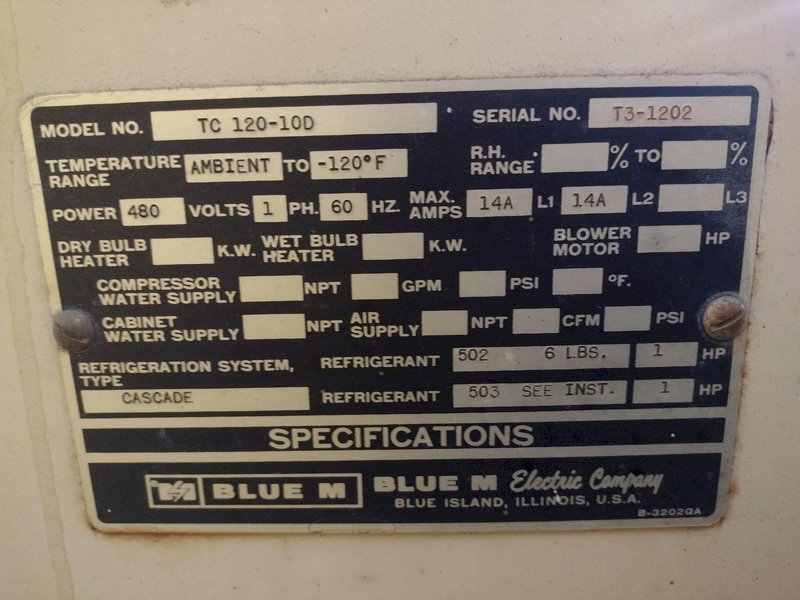 MODEL NO. TC 120-10D SERIAL NO. T3-1202
TEMPERATURE RANGE AMBIENT TO -120°F R.H. RANGE % TO %
POWER 480 VOLTS 1 PH. 60 HZ. MAX. AMPS 14A L1 14A L2 L3
DRY BULB HEATER K.W. WET BULB HEATER K.W. BLOWER MOTOR HP
COMPRESSOR WATER SUPPLY NPT GPM PSI °F.
CABINET WATER SUPPLY NPT AIR SUPPLY NPT CFM PSI
REFRIGERATION SYSTEM, TYPE REFRIGERANT 502 6 LBS. 1 HP
CASCADE REFRIGERANT 503 SEE INST. 1 HP
SPECIFICATIONS
BLUE M BLUE M Electric Company
BLUE ISLAND, ILLINOIS, U.S.A.
B-3202QA